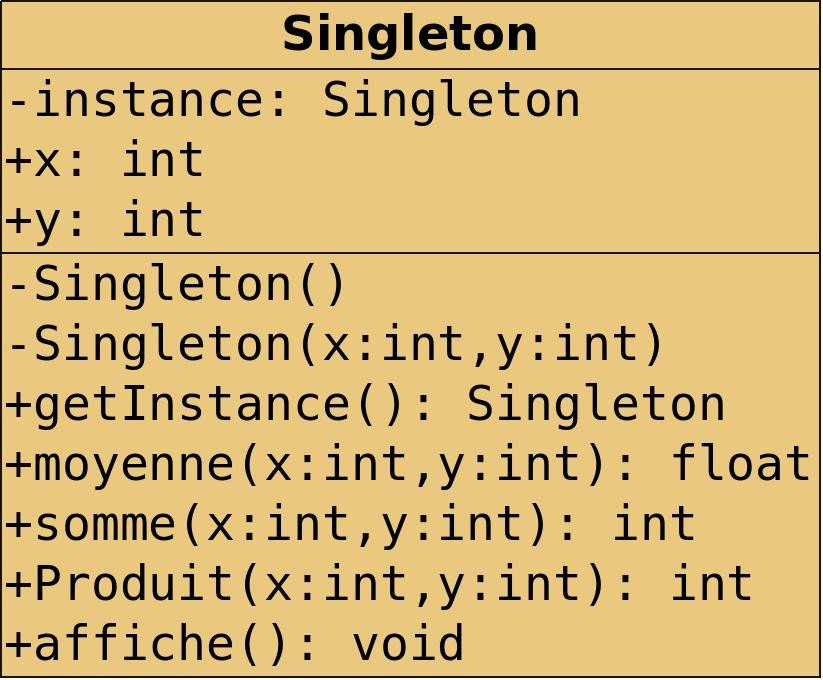 Singleton
-instance: Singleton
+x: int
+y: int
-Singleton()
-Singleton(x:int,y:int)
+getInstance(): Singleton
+moyenne(x:int,y:int): float
+somme(x:int,y:int): int
+Produit(x:int,y:int): int
+affiche(): void